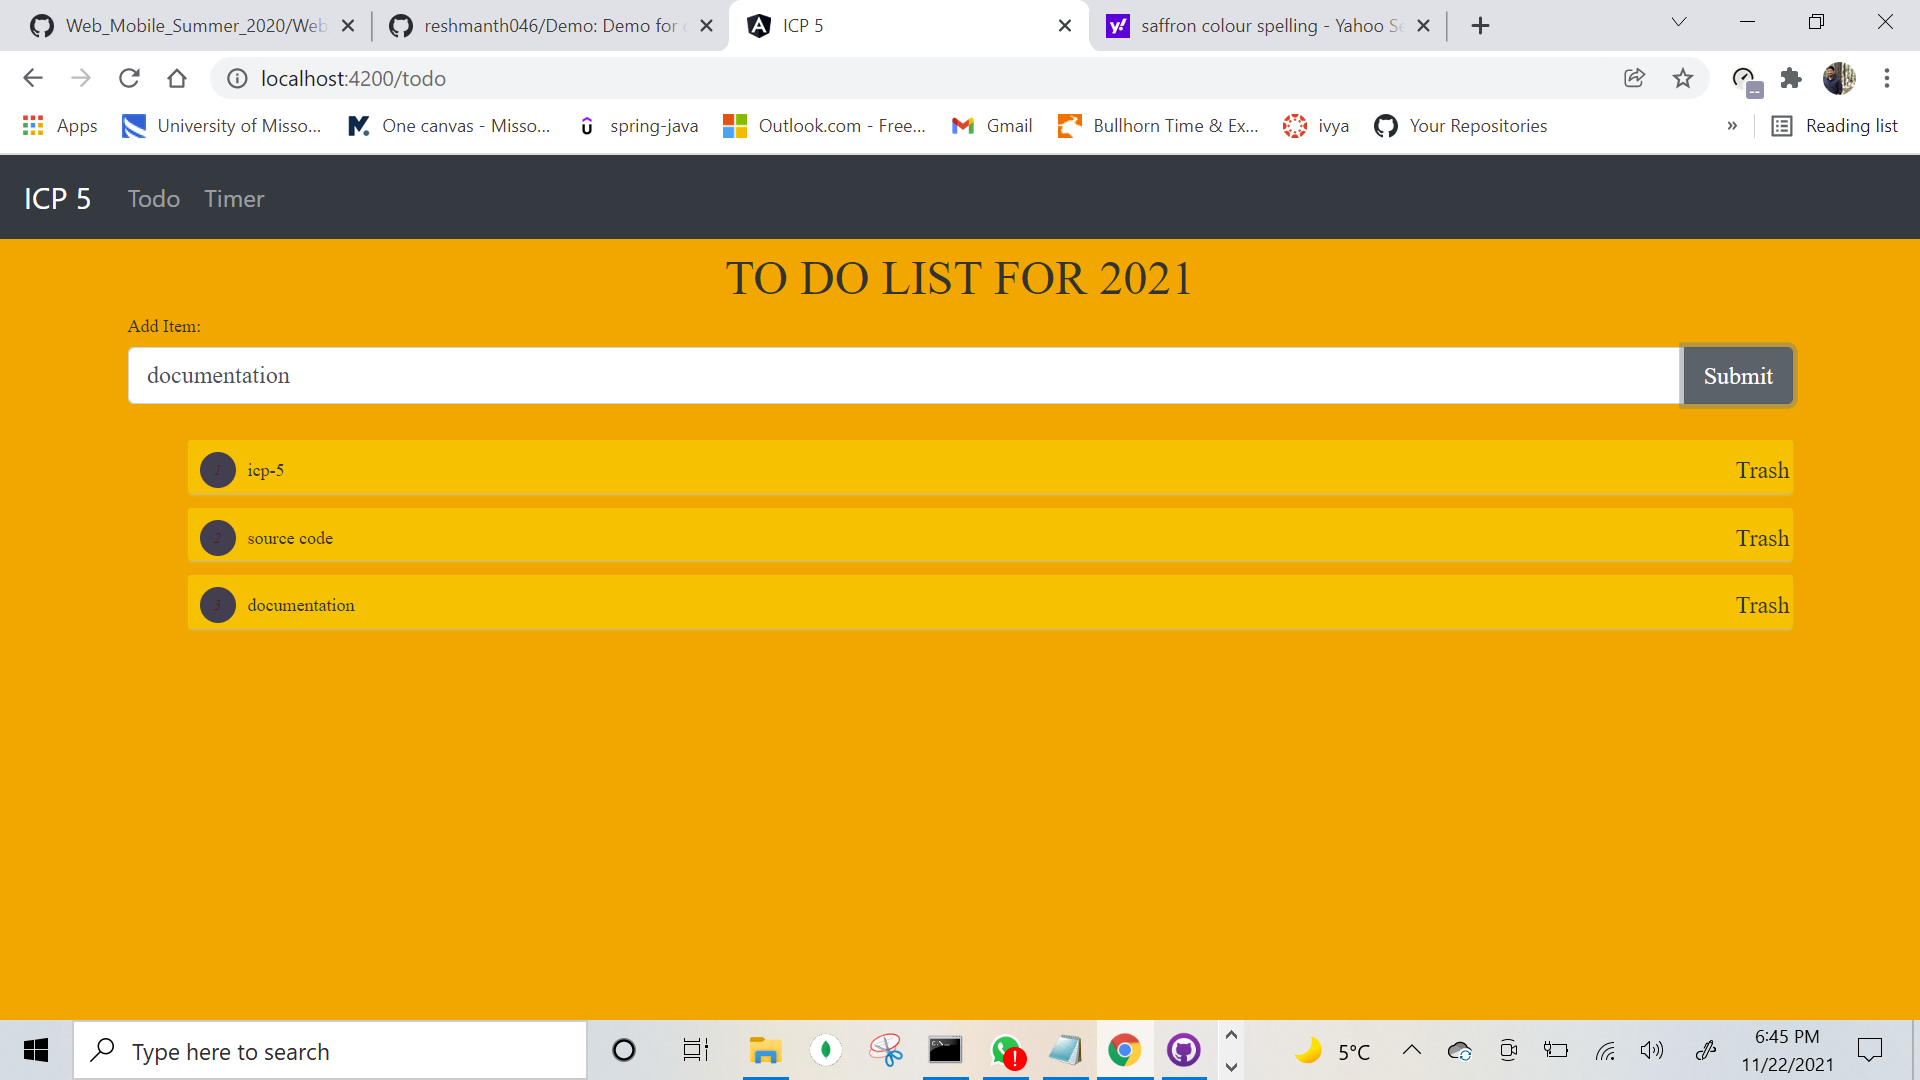 Web_Mobile_Summer_2020/Web
reshmanth046/Demo: Demo for
ICP 5
saffron colour spelling - Yahoo Se
localhost:4200/todo
Apps
University of Misso...
One canvas - Misso...
spring-java
Outlook.com - Free...
Gmail
Bullhorn Time & Ex...
ivya
Your Repositories
»
Reading list
ICP 5 Todo Timer
TO DO LIST FOR 2021
Add Item:
documentation Submit
1 icp-5 Trash
2 source code Trash
3 documentation Trash
Type here to search
5°C
6:45 PM
11/22/2021